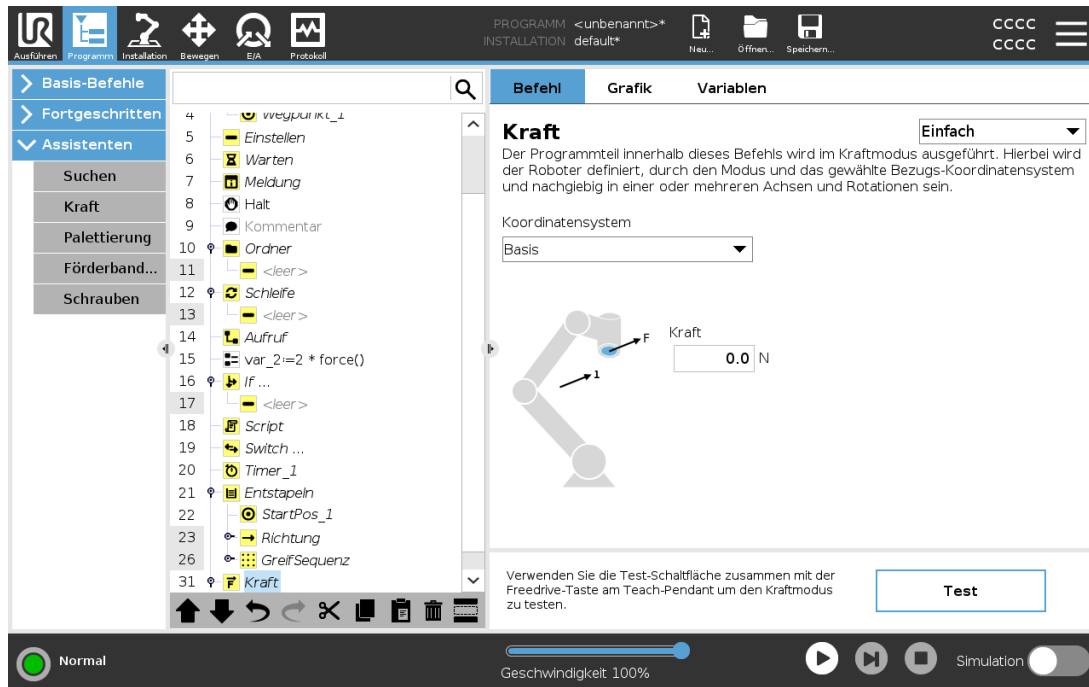 PROGRAMM <unbenannt>*
INSTALLATION default*
Ausführen Programm Installation Bewegen E/A Protokoll
Neu... Öffnen... Speichern...
CCCC
CCCC
Basis-Befehle
Fortgeschritten
Assistenten
Suchen
Kraft
Palettierung
Förderband...
Schrauben
4 Wegpunkt_1
5 Einstellen
6 Warten
7 Meldung
8 Halt
9 Kommentar
10 Ordner
11 <leer>
12 Schleife
13 <leer>
14 Aufruf
15 var_2:=2 * force()
16 If ...
17 <leer>
18 Script
19 Switch ...
20 Timer_1
21 Entstapeln
22 StartPos_1
23 Richtung
26 GreifSequenz
31 Kraft
Befehl Grafik Variablen
Kraft
Einfach
Der Programmteil innerhalb dieses Befehls wird im Kraftmodus ausgeführt. Hierbei wird
der Roboter definiert, durch den Modus und das gewählte Bezugs-Koordinatensystem
und nachgiebig in einer oder mehreren Achsen und Rotationen sein.
Koordinatensystem
Basis
F
1
Kraft
0.0 N
Verwenden Sie die Test-Schaltfläche zusammen mit der
Freedrive-Taste am Teach-Pendant um den Kraftmodus
zu testen.
Test
Normal
Geschwindigkeit 100%
Simulation